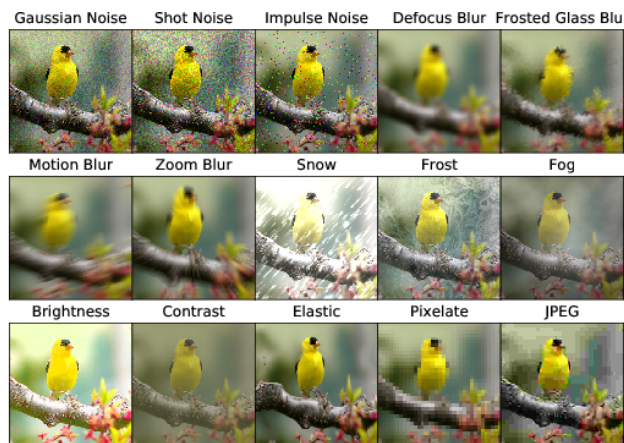 Gaussian Noise Shot Noise Impulse Noise Defocus Blur Frosted Glass Blu
Motion Blur Zoom Blur Snow Frost Fog
Brightness Contrast Elastic Pixelate JPEG